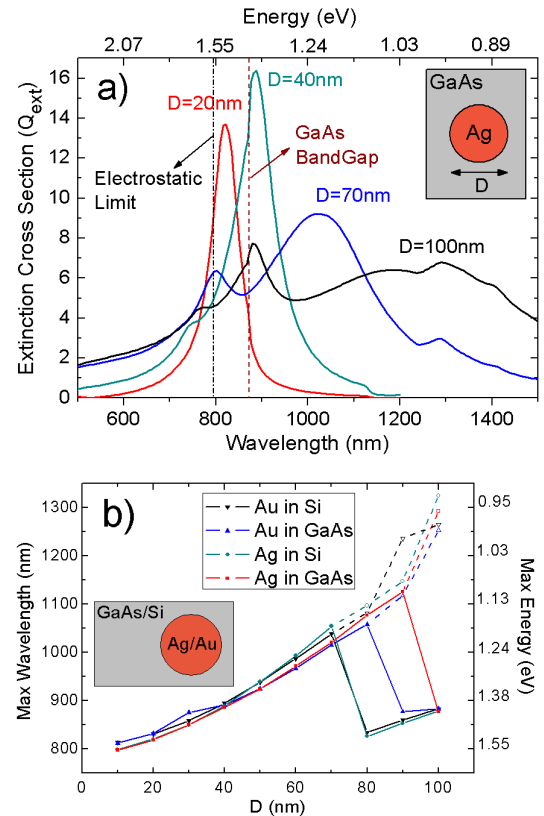 Energy (eV)
2.07 1.55 1.24 1.03 0.89
a)
D=20nm
D=40nm
GaAs
Ag
D
GaAs
BandGap
Electrostatic
Limit
D=70nm
D=100nm
Extinction Cross Section (Q_ext)
16
14
12
10
8
6
4
2
0
600 800 1000 1200 1400
Wavelength (nm)
b)
Au in Si
Au in GaAs
Ag in Si
Ag in GaAs
GaAs/Si
Ag/Au
Max Wavelength (nm)
1300
1200
1100
1000
900
800
Max Energy (eV)
0.95
1.03
1.13
1.24
1.38
1.55
0 20 40 60 80 100
D (nm)